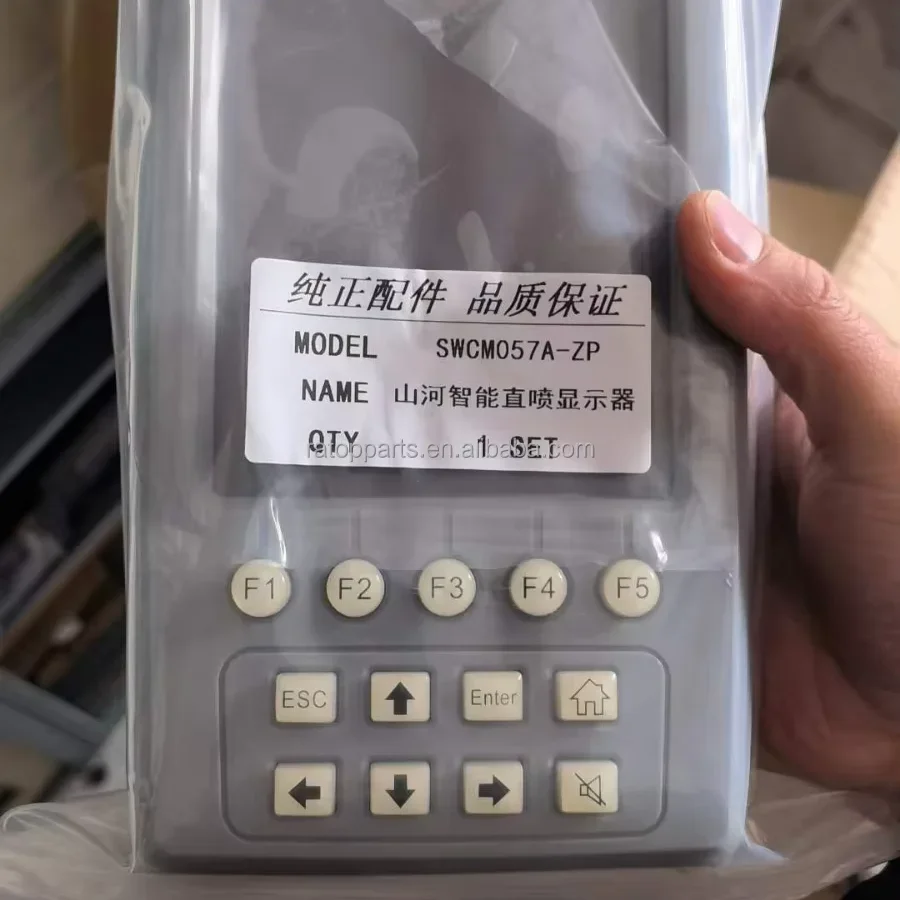 纯正配件 品质保证
MODEL SWCM057A-ZP
NAME 山河智能直喷显示器
QTY 1 SET
ratopparts.en.alibaba.com
F1 F2 F3 F4 F5
ESC Enter